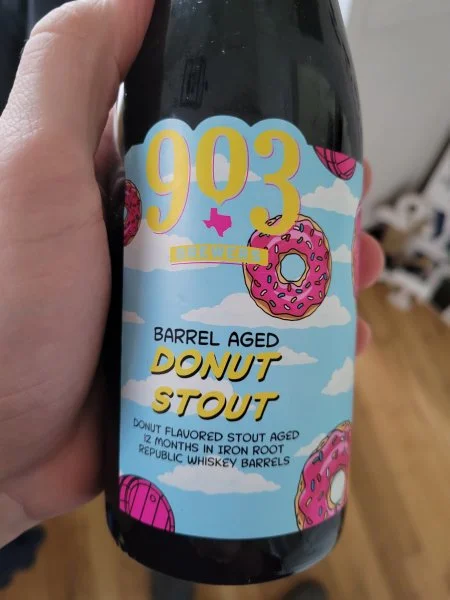 903
BREWERS
BARREL AGED
DONUT
STOUT
DONUT FLAVORED STOUT AGED
12 MONTHS IN IRON ROOT
REPUBLIC WHISKEY BARRELS